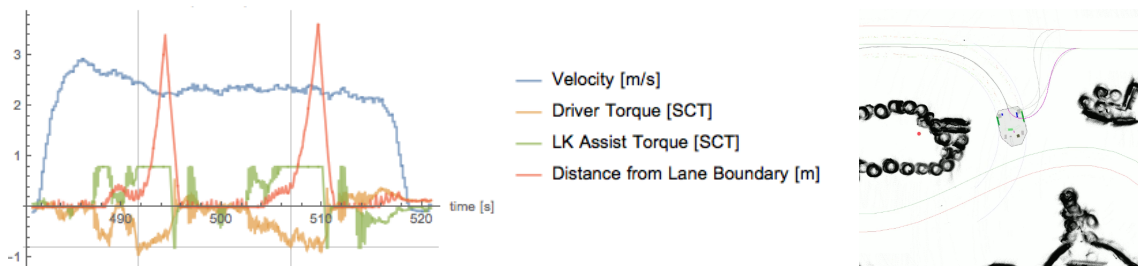 3
2
1
-1
490
500
510
520
time [s]
Velocity [m/s]
Driver Torque [SCT]
LK Assist Torque [SCT]
Distance from Lane Boundary [m]